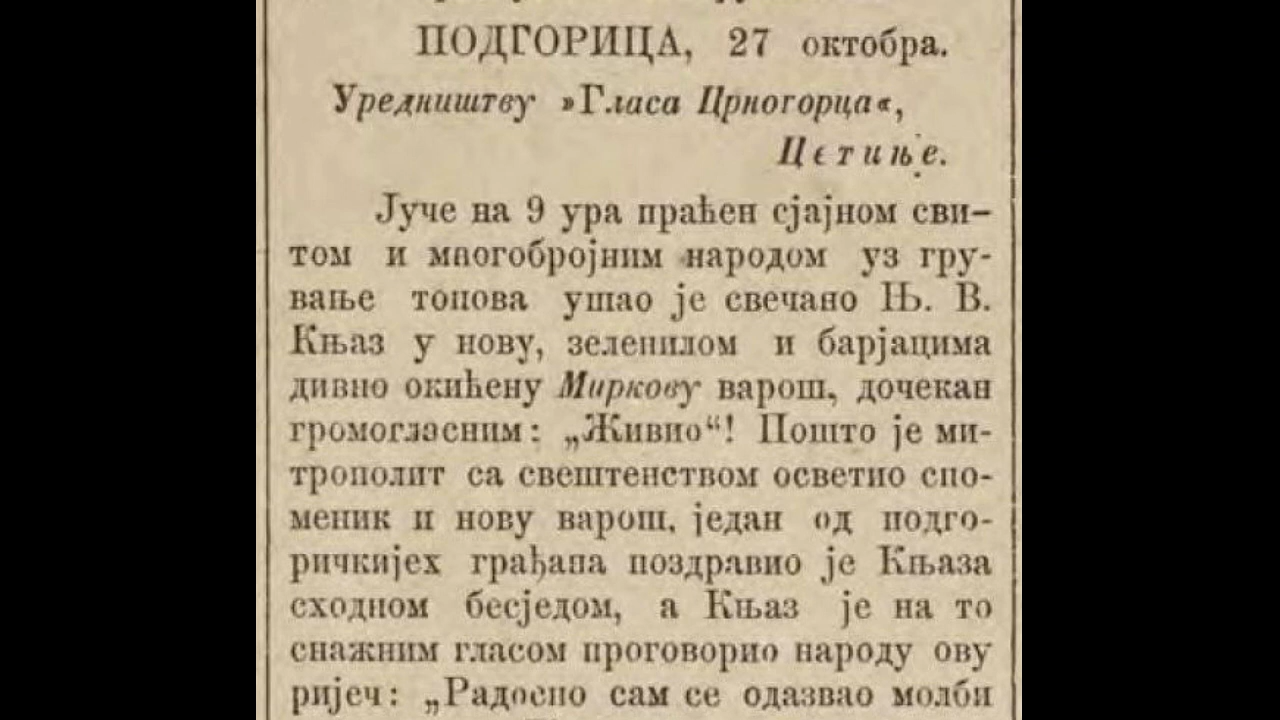 ПОДГОРИЦА, 27 октобра.
Уредништву »Гласа Црногорца«,
Цетиње.
Јуче на 9 ура праћен сјајном сви–
том и многобројним народом уз гру-
вање топова ушао је свечано Њ. В.
Књаз у нову, зеленилом и барјацима
дивно окићену Миркову варош, дочекан
громогласним: „Живио“! Пошто је ми-
трополит са свештенством осветио спо-
меник и нову варош, један од подго-
ричкијех грађана поздравио је Књаза
сходном бесједом, а Књаз је на то
снажним гласом проговорио народу ову
ријеч: „Радосно сам се одазвао молби